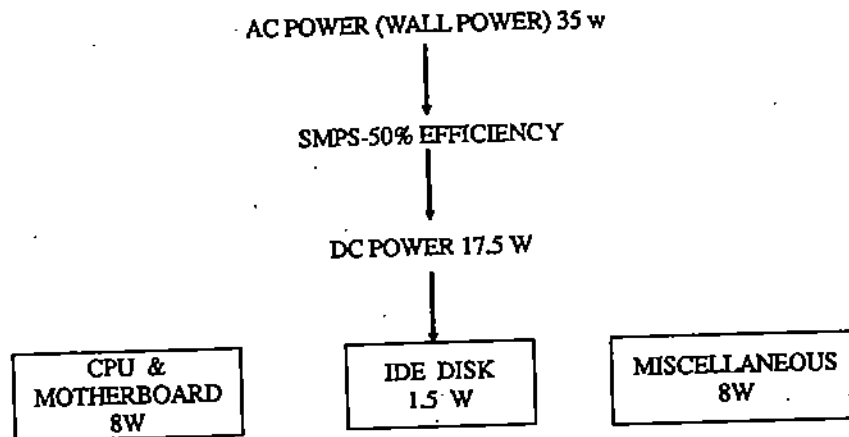 AC POWER (WALL POWER) 35 w
SMPS-50% EFFICIENCY
DC POWER 17.5 W
CPU &
MOTHERBOARD
8W
IDE DISK
1.5 W
MISCELLANEOUS
8W